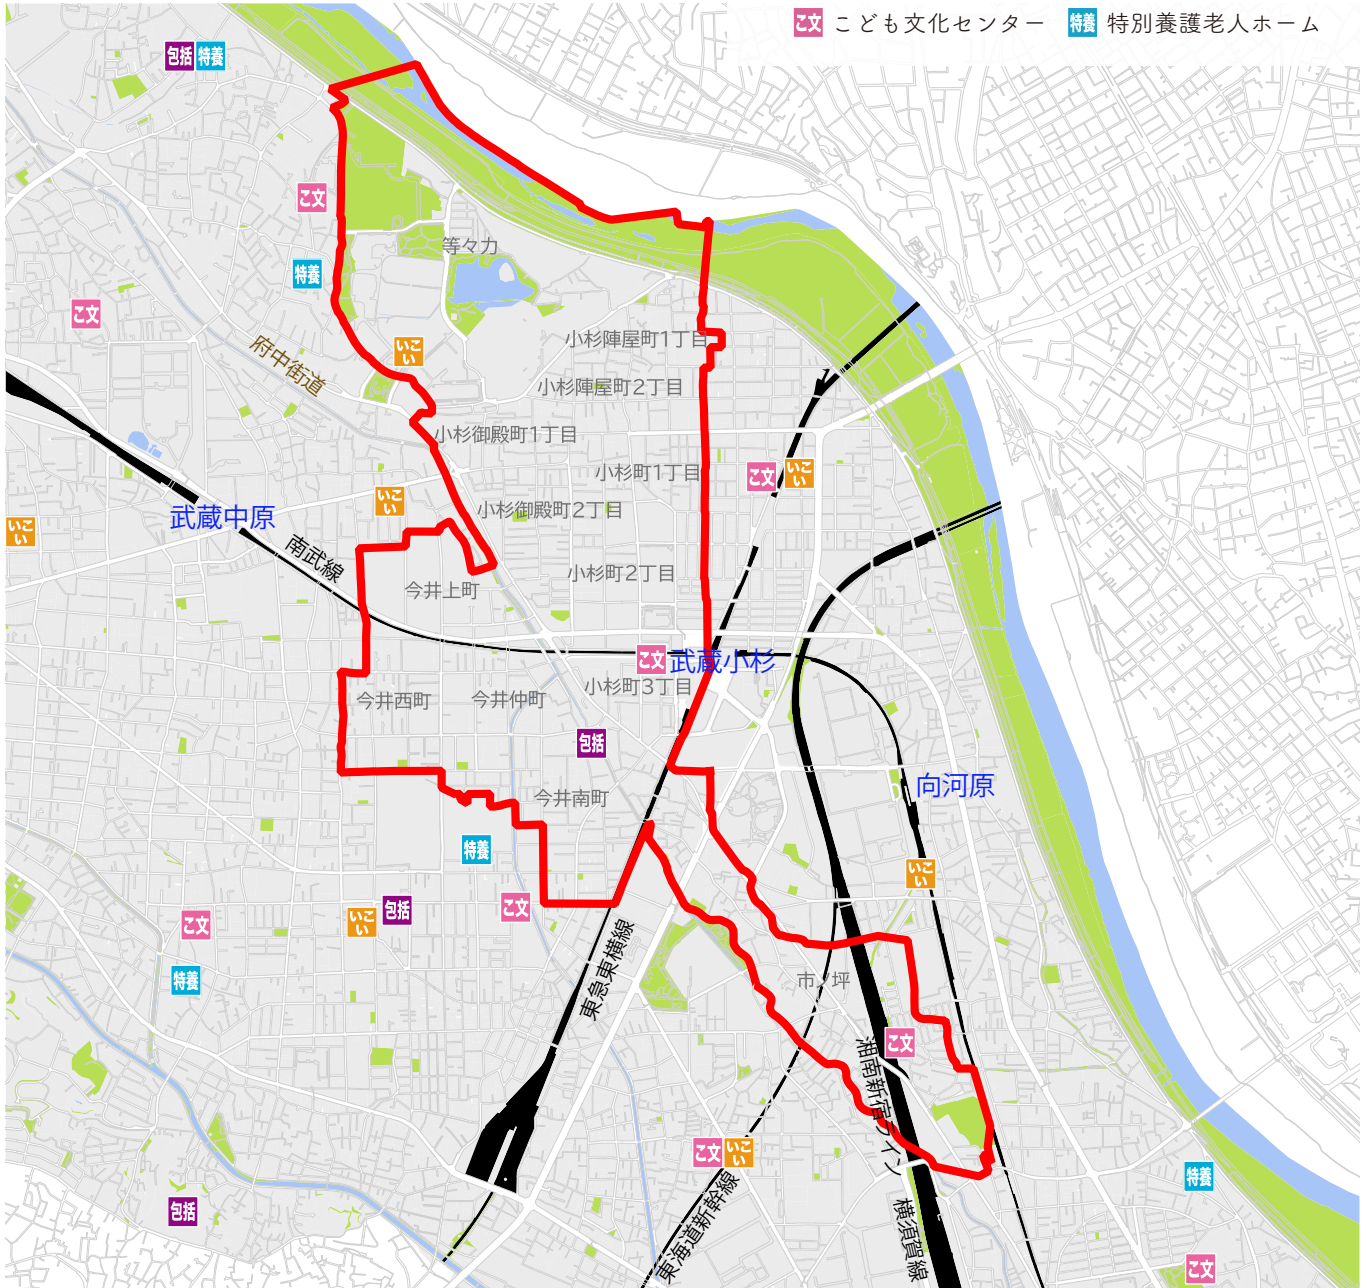 こ文 こども文化センター 特養 特別養護老人ホーム
包括 特養
こ文
等々力
特養
こ文
小杉陣屋町1丁目
いこい
府中街道
小杉陣屋町2丁目
小杉御殿町1丁目
小杉町1丁目
こ文 いこい
いこい
小杉御殿町2丁目
武蔵中原
いこい
南武線
小杉町2丁目
今井上町
こ文 武蔵小杉
小杉町3丁目
今井西町
今井仲町
包括
向河原
今井南町
特養
いこい
こ文
包括
いこい
こ文
東急東横線
市ノ坪
特養
こ文
湘南新宿ライン
こ文 いこい
特養
包括
東海道新幹線
横須賀線
こ文